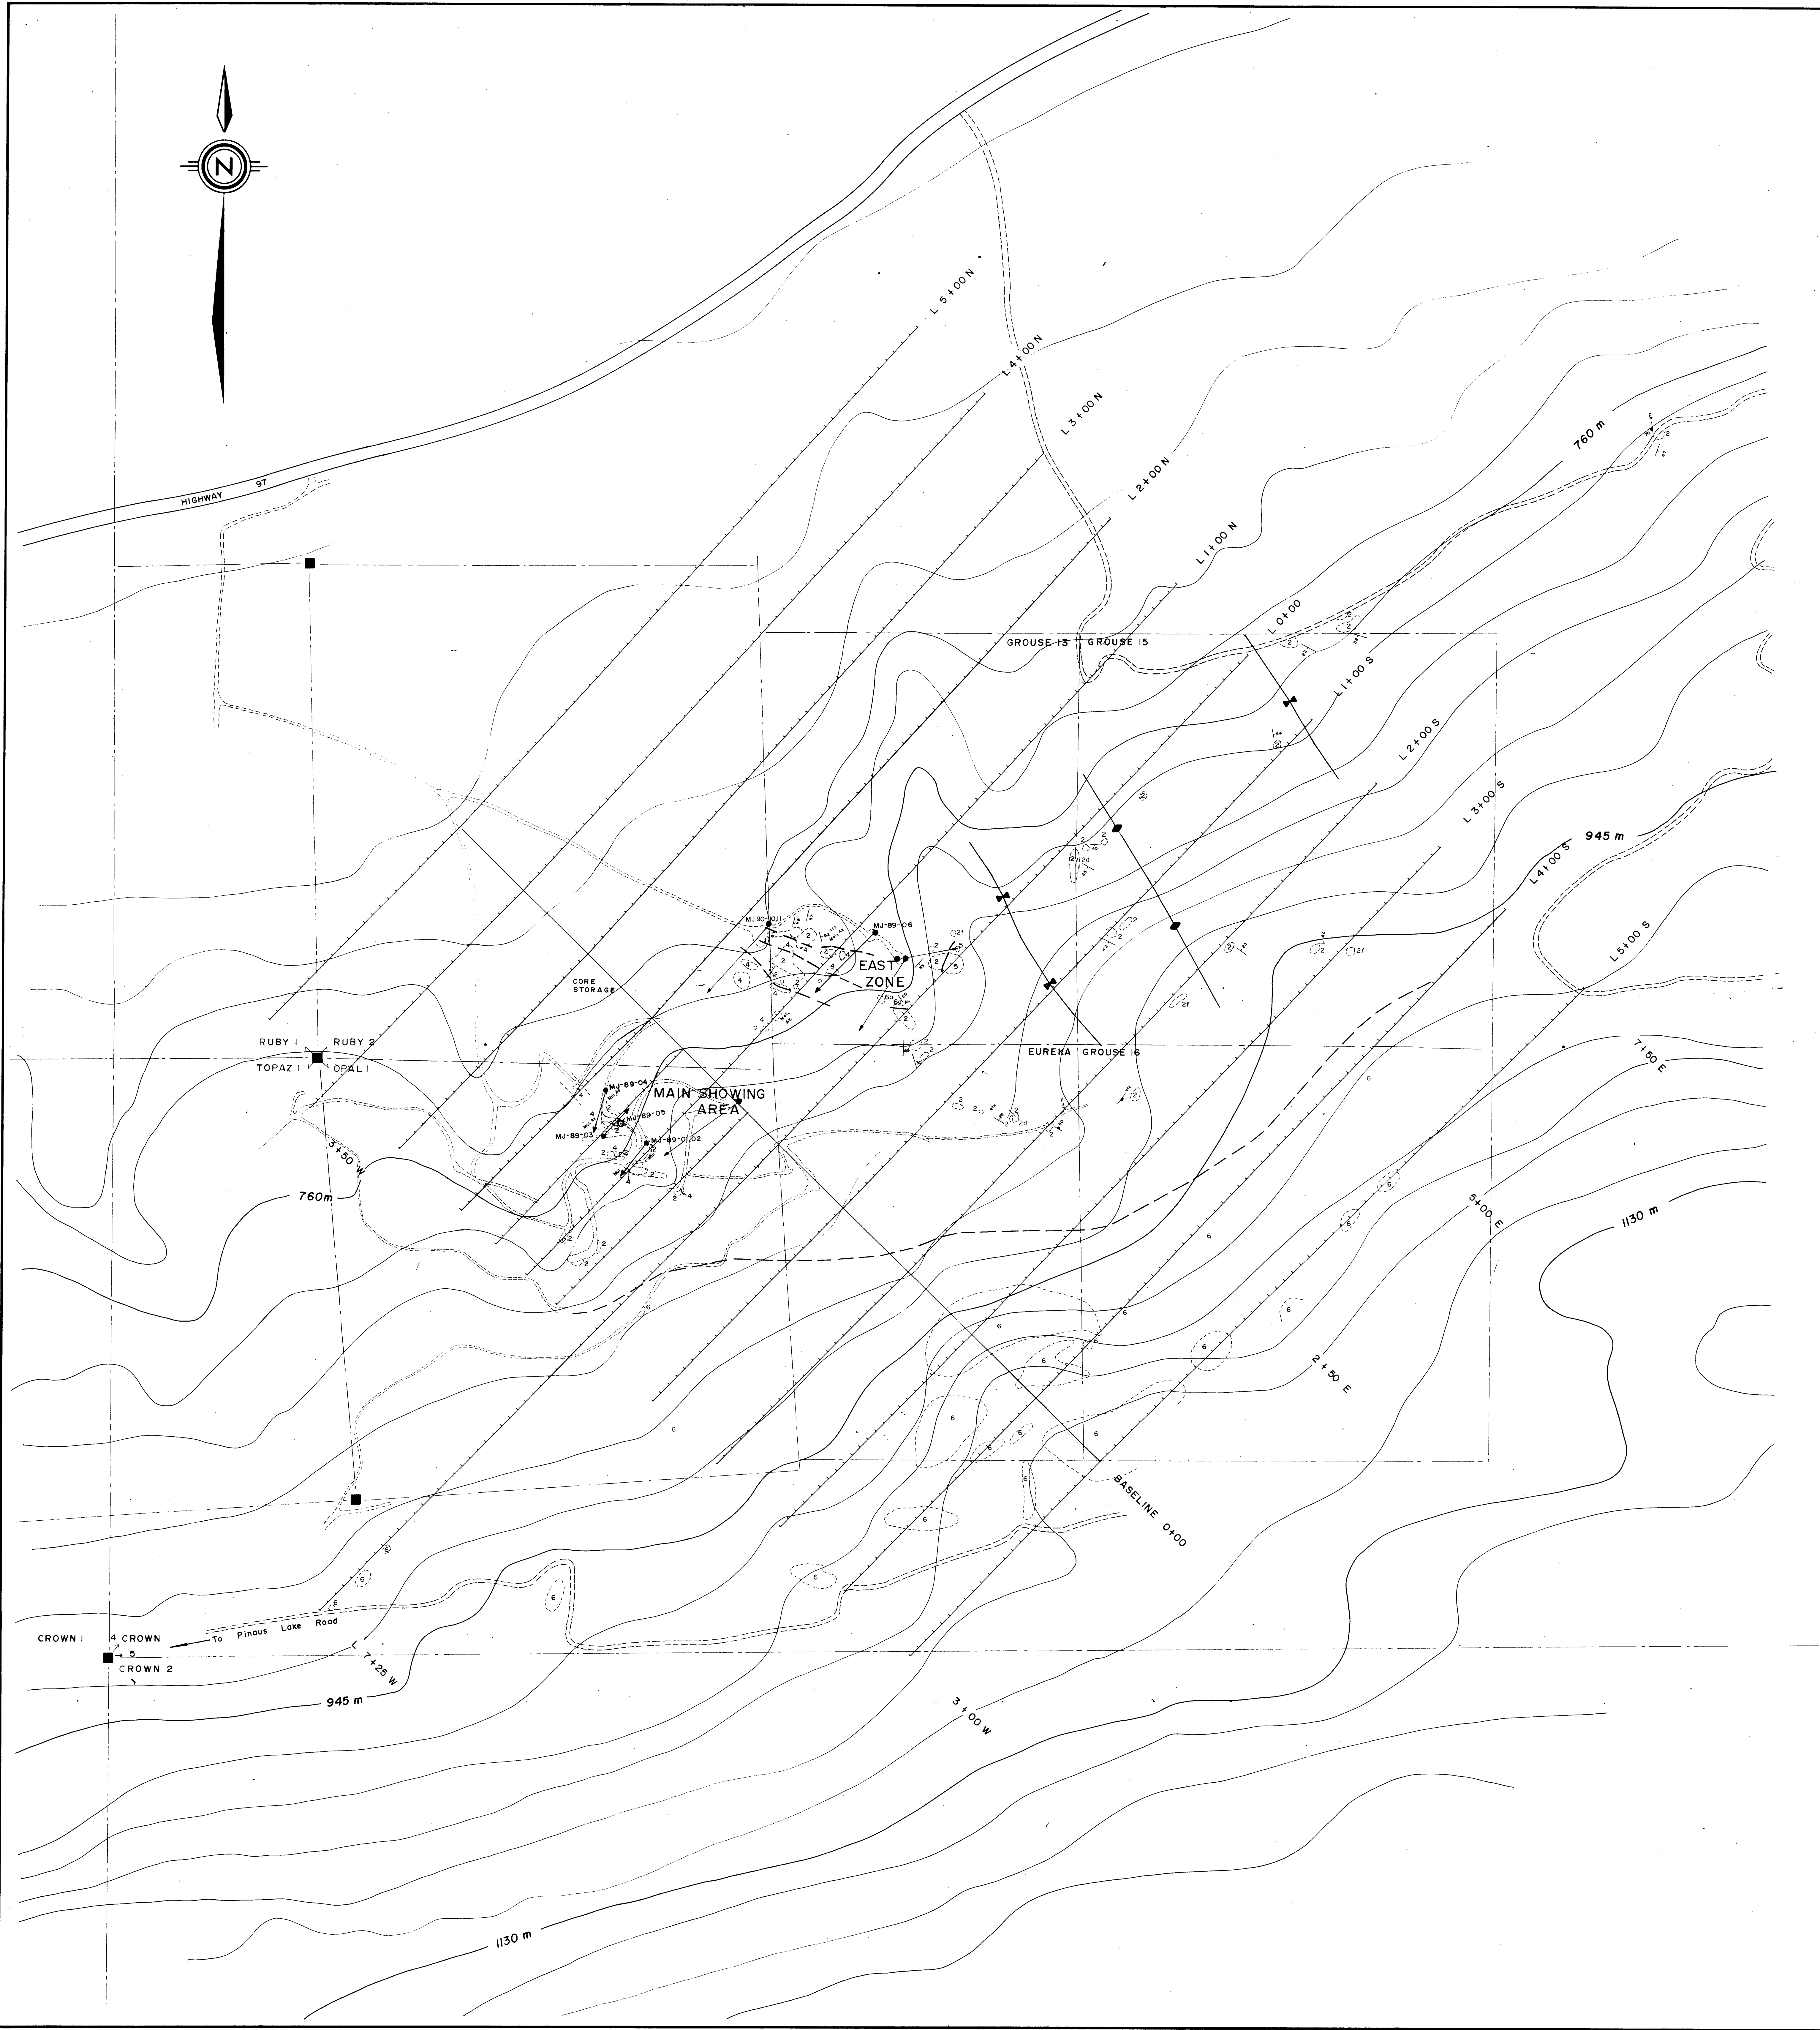 N
L 5+00 N
L 4+00 N
L 3+00 N
L 2+00 N
L 1+00 N
L 0+00
L 1+00 S
L 2+00 S
L 3+00 S
L 4+00 S
L 5+00 S
760 m
HIGHWAY 97
GROUSE 13
GROUSE 15
945 m
MJ90-10,11
MJ-89-06
EAST
ZONE
CORE
STORAGE
RUBY 1
RUBY 2
TOPAZ 1
OPAL 1
EUREKA
GROUSE 16
7+50 E
MJ-89-04
MAIN SHOWING
AREA
MJ-89-05
MJ-89-03
MJ-89-01,02
3+50 W
760m
5+00 E
1130 m
2+50 E
BASELINE 0+00
To Pinaus Lake Road
CROWN 1
4 CROWN
5
CROWN 2
7+25 W
945 m
3+00 W
1130 m